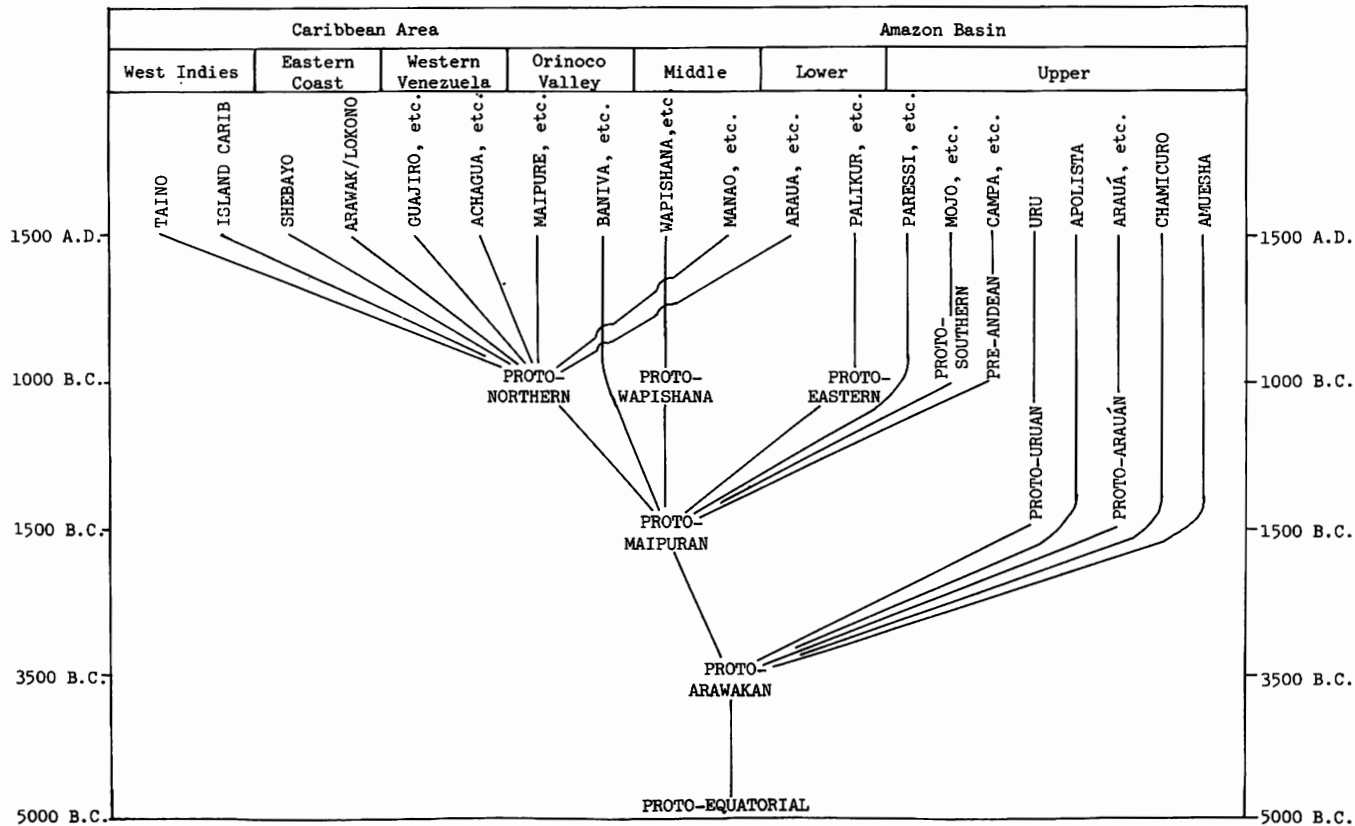 Caribbean Area
Amazon Basin
West Indies
Eastern
Coast
Western
Venezuela
Orinoco
Valley
Middle
Lower
Upper
TAINO
ISLAND CARIB
SHEBAYO
ARAWAK/LOKONO
GUAJIRO, etc.
ACHAGUA, etc.
MAIPURE, etc.
BANIVA, etc.
WAPISHANA,etc.
MANAO, etc.
ARAUA, etc.
PALIKUR, etc.
PARESSI, etc.
MOJO, etc.
CAMPA, etc.
URU
APOLISTA
ARAUÁ, etc.
CHAMICURO
AMUESHA
1500 A.D.
1500 A.D.
PROTO-
SOUTHERN
PRE-ANDEAN
1000 B.C.
PROTO-
NORTHERN
PROTO-
WAPISHANA
PROTO-
EASTERN
1000 B.C.
PROTO-URUAN
PROTO-ARAUÁN
1500 B.C.
PROTO-
MAIPURAN
1500 B.C.
3500 B.C.
PROTO-
ARAWAKAN
3500 B.C.
5000 B.C.
PROTO-EQUATORIAL
5000 B.C.